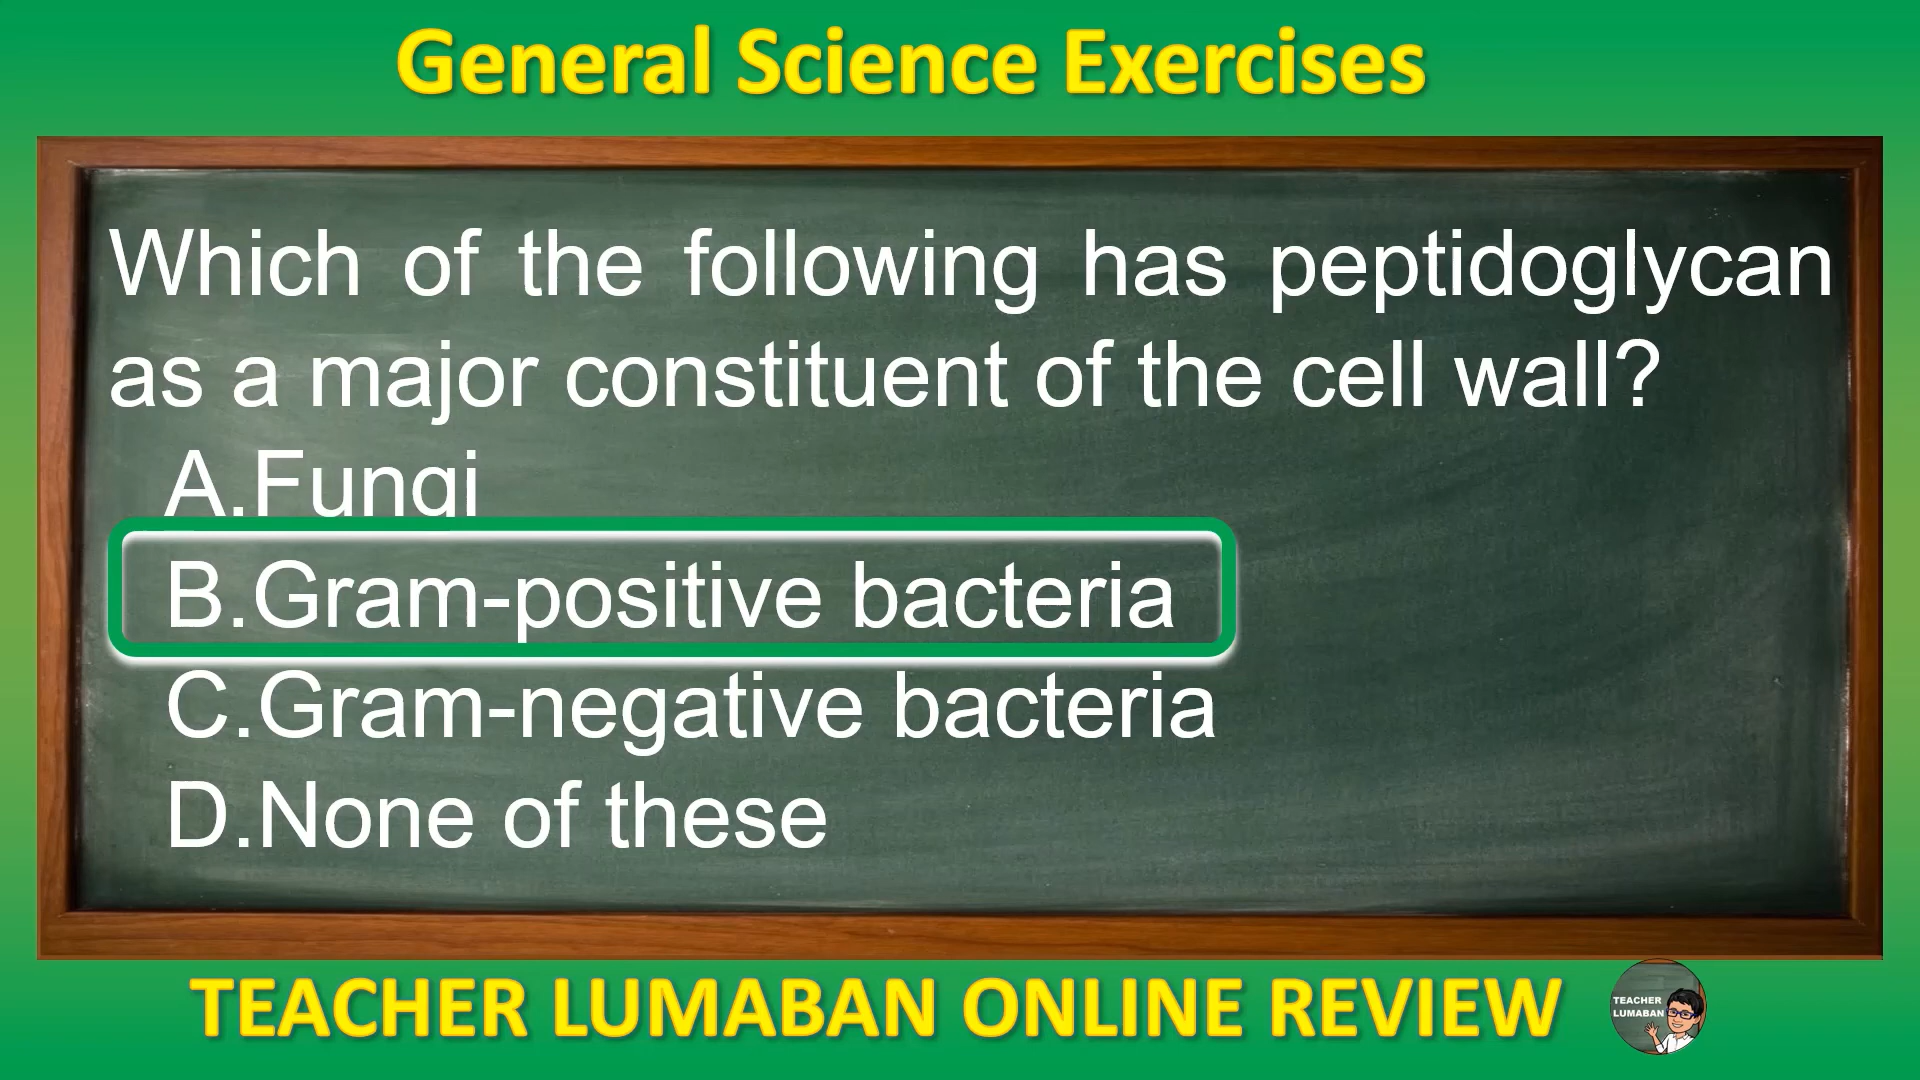 General Science Exercises
Which of the following has peptidoglycan
as a major constituent of the cell wall?
A.Fungi
B.Gram-positive bacteria
C.Gram-negative bacteria
D.None of these
TEACHER LUMABAN ONLINE REVIEW
TEACHER
LUMABAN